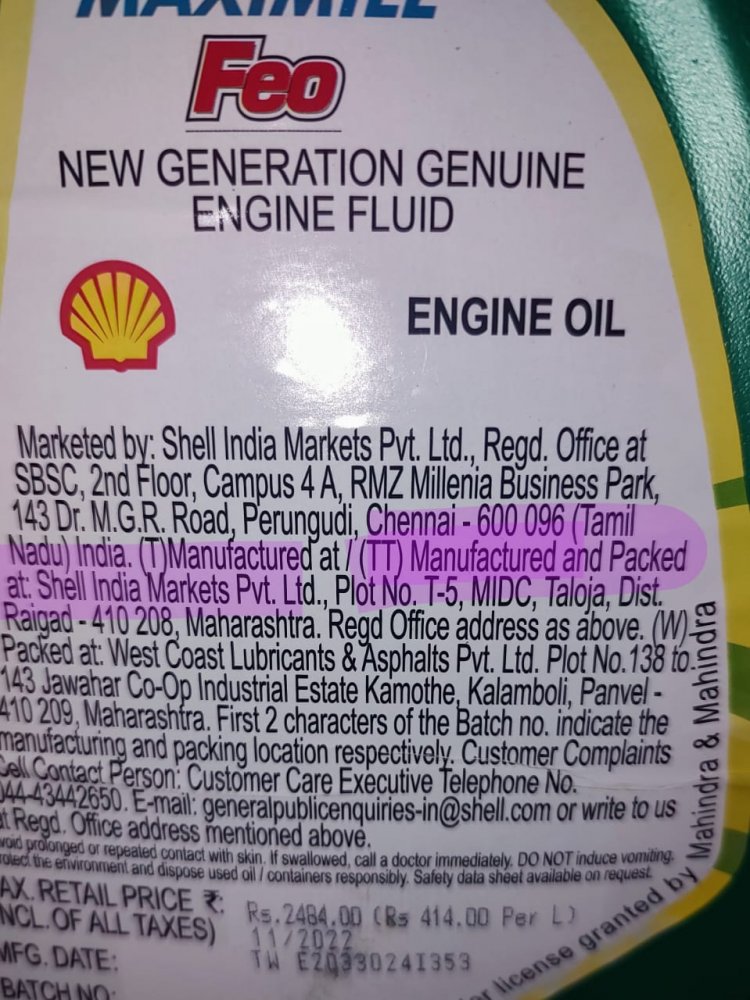 MAXIMILE
Feo
NEW GENERATION GENUINE
ENGINE FLUID
ENGINE OIL
Marketed by: Shell India Markets Pvt. Ltd., Regd. Office at
SBSC, 2nd Floor, Campus 4 A, RMZ Millenia Business Park,
143 Dr. M.G.R. Road, Perungudi, Chennai - 600 096 (Tamil
Nadu) India. (T)Manufactured at / (TT) Manufactured and Packed
at: Shell India Markets Pvt. Ltd., Plot No. T-5, MIDC, Taloja, Dist.
Raigad - 410 208, Maharashtra. Regd Office address as above. (W)
Packed at: West Coast Lubricants & Asphalts Pvt. Ltd. Plot No.138 to
143 Jawahar Co-Op Industrial Estate Kamothe, Kalamboli, Panvel -
410 209, Maharashtra. First 2 characters of the Batch no. indicate the
manufacturing and packing location respectively. Customer Complaints
Cell Contact Person: Customer Care Executive Telephone No.
044-43442650. E-mail: generalpublicenquiries-in@shell.com or write to us
at Regd. Office address mentioned above.
void prolonged or repeated contact with skin. If swallowed, call a doctor immediately. DO NOT induce vomiting.
rotect the environment and dispose used oil / containers responsibly. Safety data sheet available on request.
AX. RETAIL PRICE ₹:
NCL.OF ALL TAXES)
Rs.2484.00 (Rs 414.00 Per L)
MFG. DATE:
11/2022
BATCH NO:
TW E20330241353
r license granted by Mahindra & Mahindra